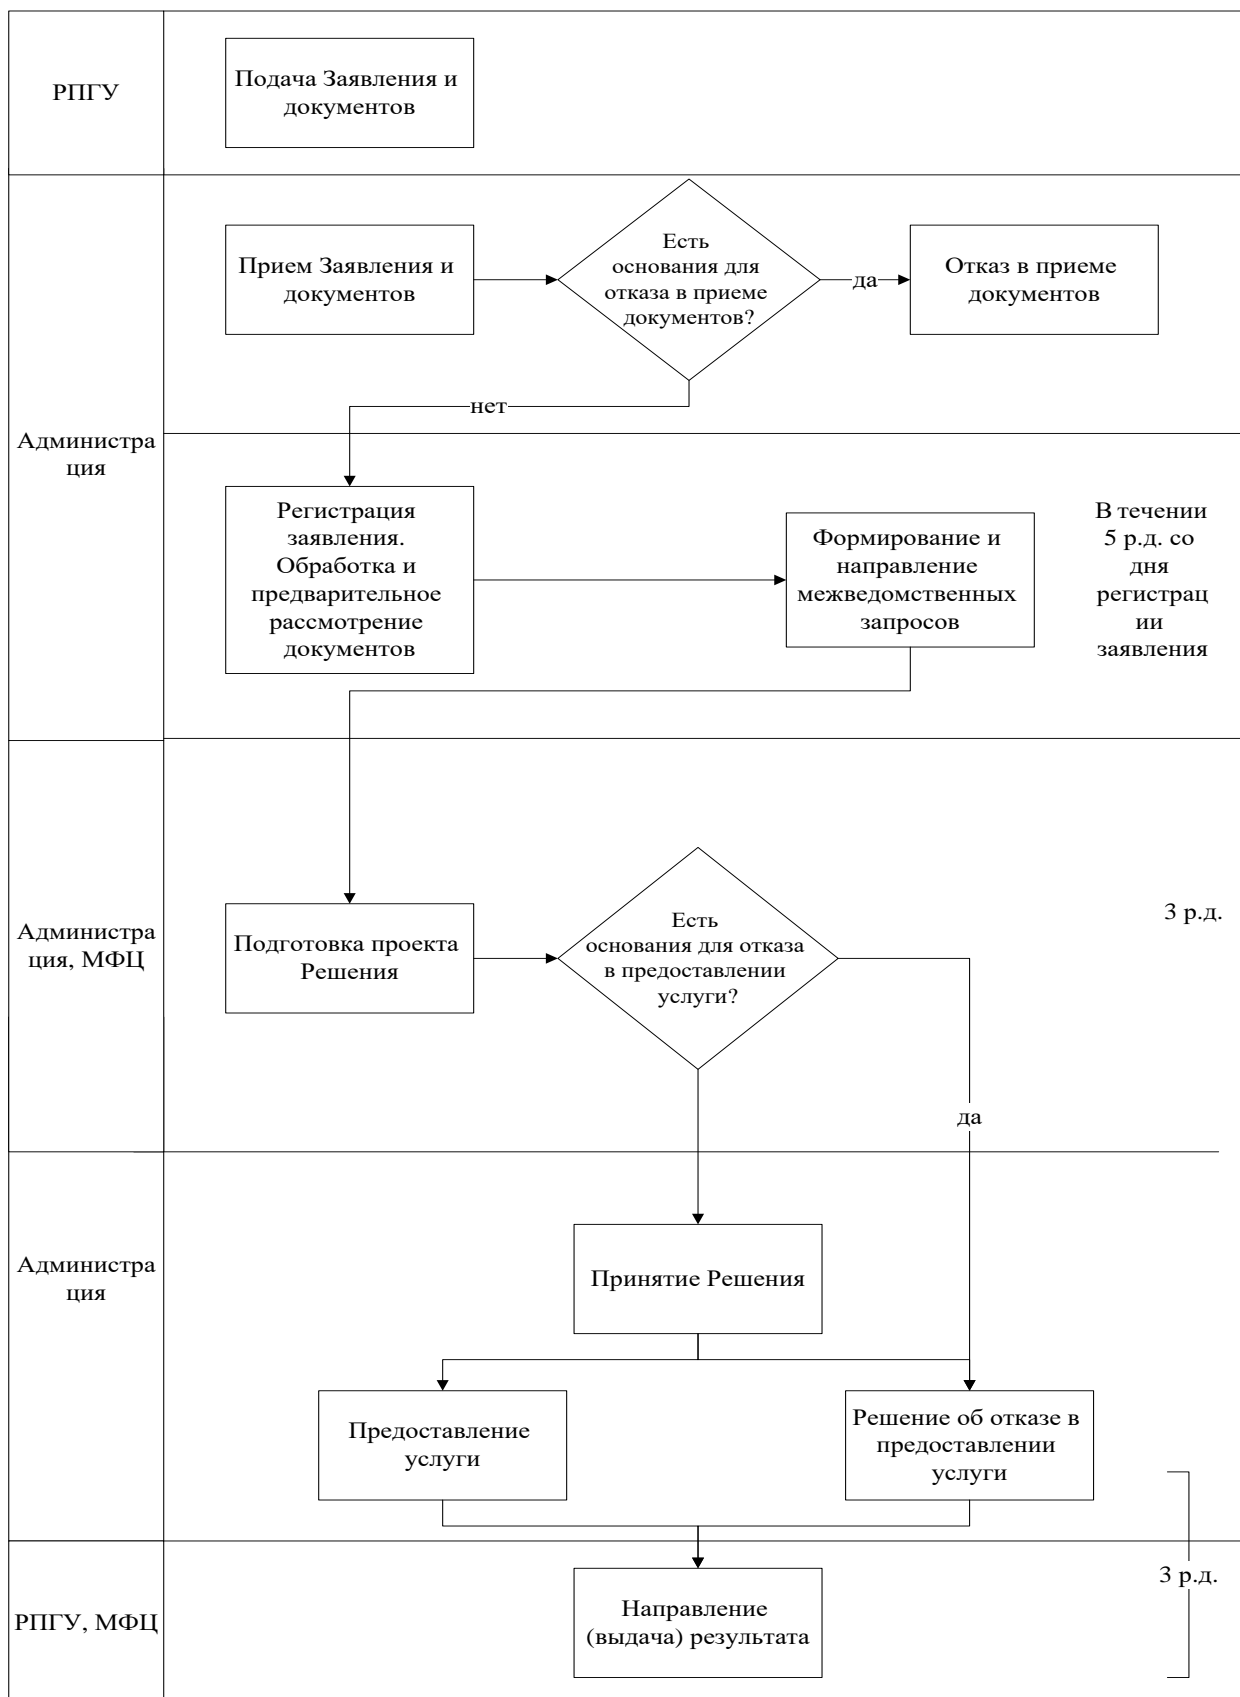 РПГУ
Подача Заявления и
документов
Администра
ция
Прием Заявления и
документов
Есть
основания для
отказа в приеме
документов?
да
Отказ в приеме
документов
нет
Регистрация
заявления.
Обработка и
предварительное
рассмотрение
документов
Формирование и
направление
межведомственных
запросов
В течении
5 р.д. со
дня
регистрац
ии
заявления
Администра
ция, МФЦ
Подготовка проекта
Решения
Есть
основания для отказа
в предоставлении
услуги?
3 р.д.
да
Администра
ция
Принятие Решения
Предоставление
услуги
Решение об отказе в
предоставлении
услуги
3 р.д.
РПГУ, МФЦ
Направление
(выдача) результата